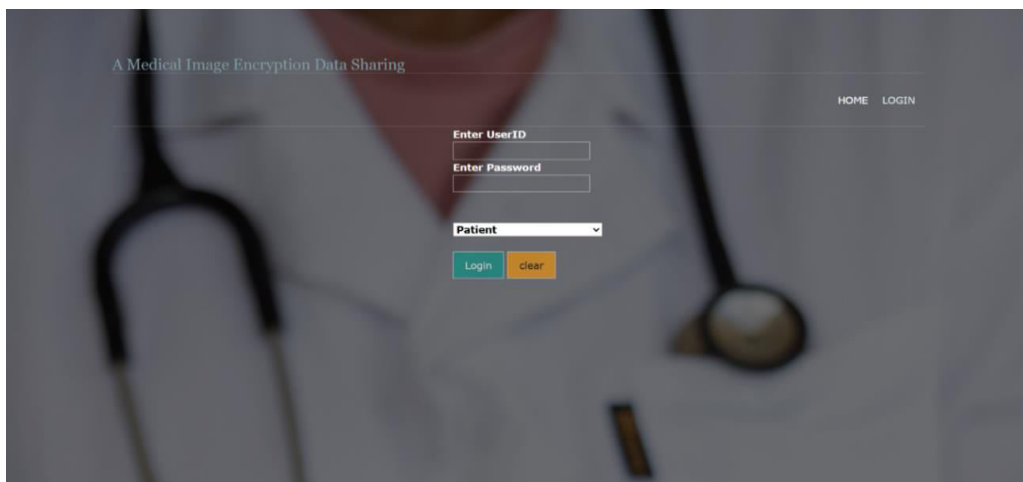 A Medical Image Encryption Data Sharing
HOME LOGIN
Enter UserID
Enter Password
Patient
Login clear